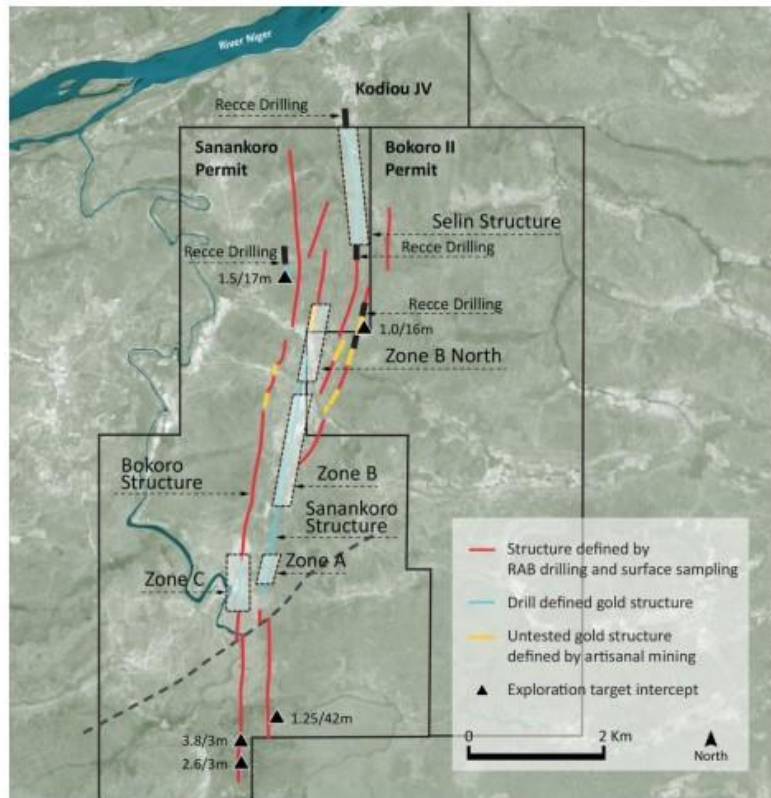 River Niger
Kodiou JV
Recce Drilling
Sanankoro
Permit
Bokoro II
Permit
Selin Structure
Recce Drilling
Recce Drilling
1.5/17m
Recce Drilling
1.0/16m
Zone B North
Bokoro
Structure
Zone B
Sanankoro
Structure
Zone A
Zone C
Structure defined by
RAB drilling and surface sampling
Drill defined gold structure
Untested gold structure
defined by artisanal mining
Exploration target intercept
1.25/42m
3.8/3m
2.6/3m
0
2 Km
North